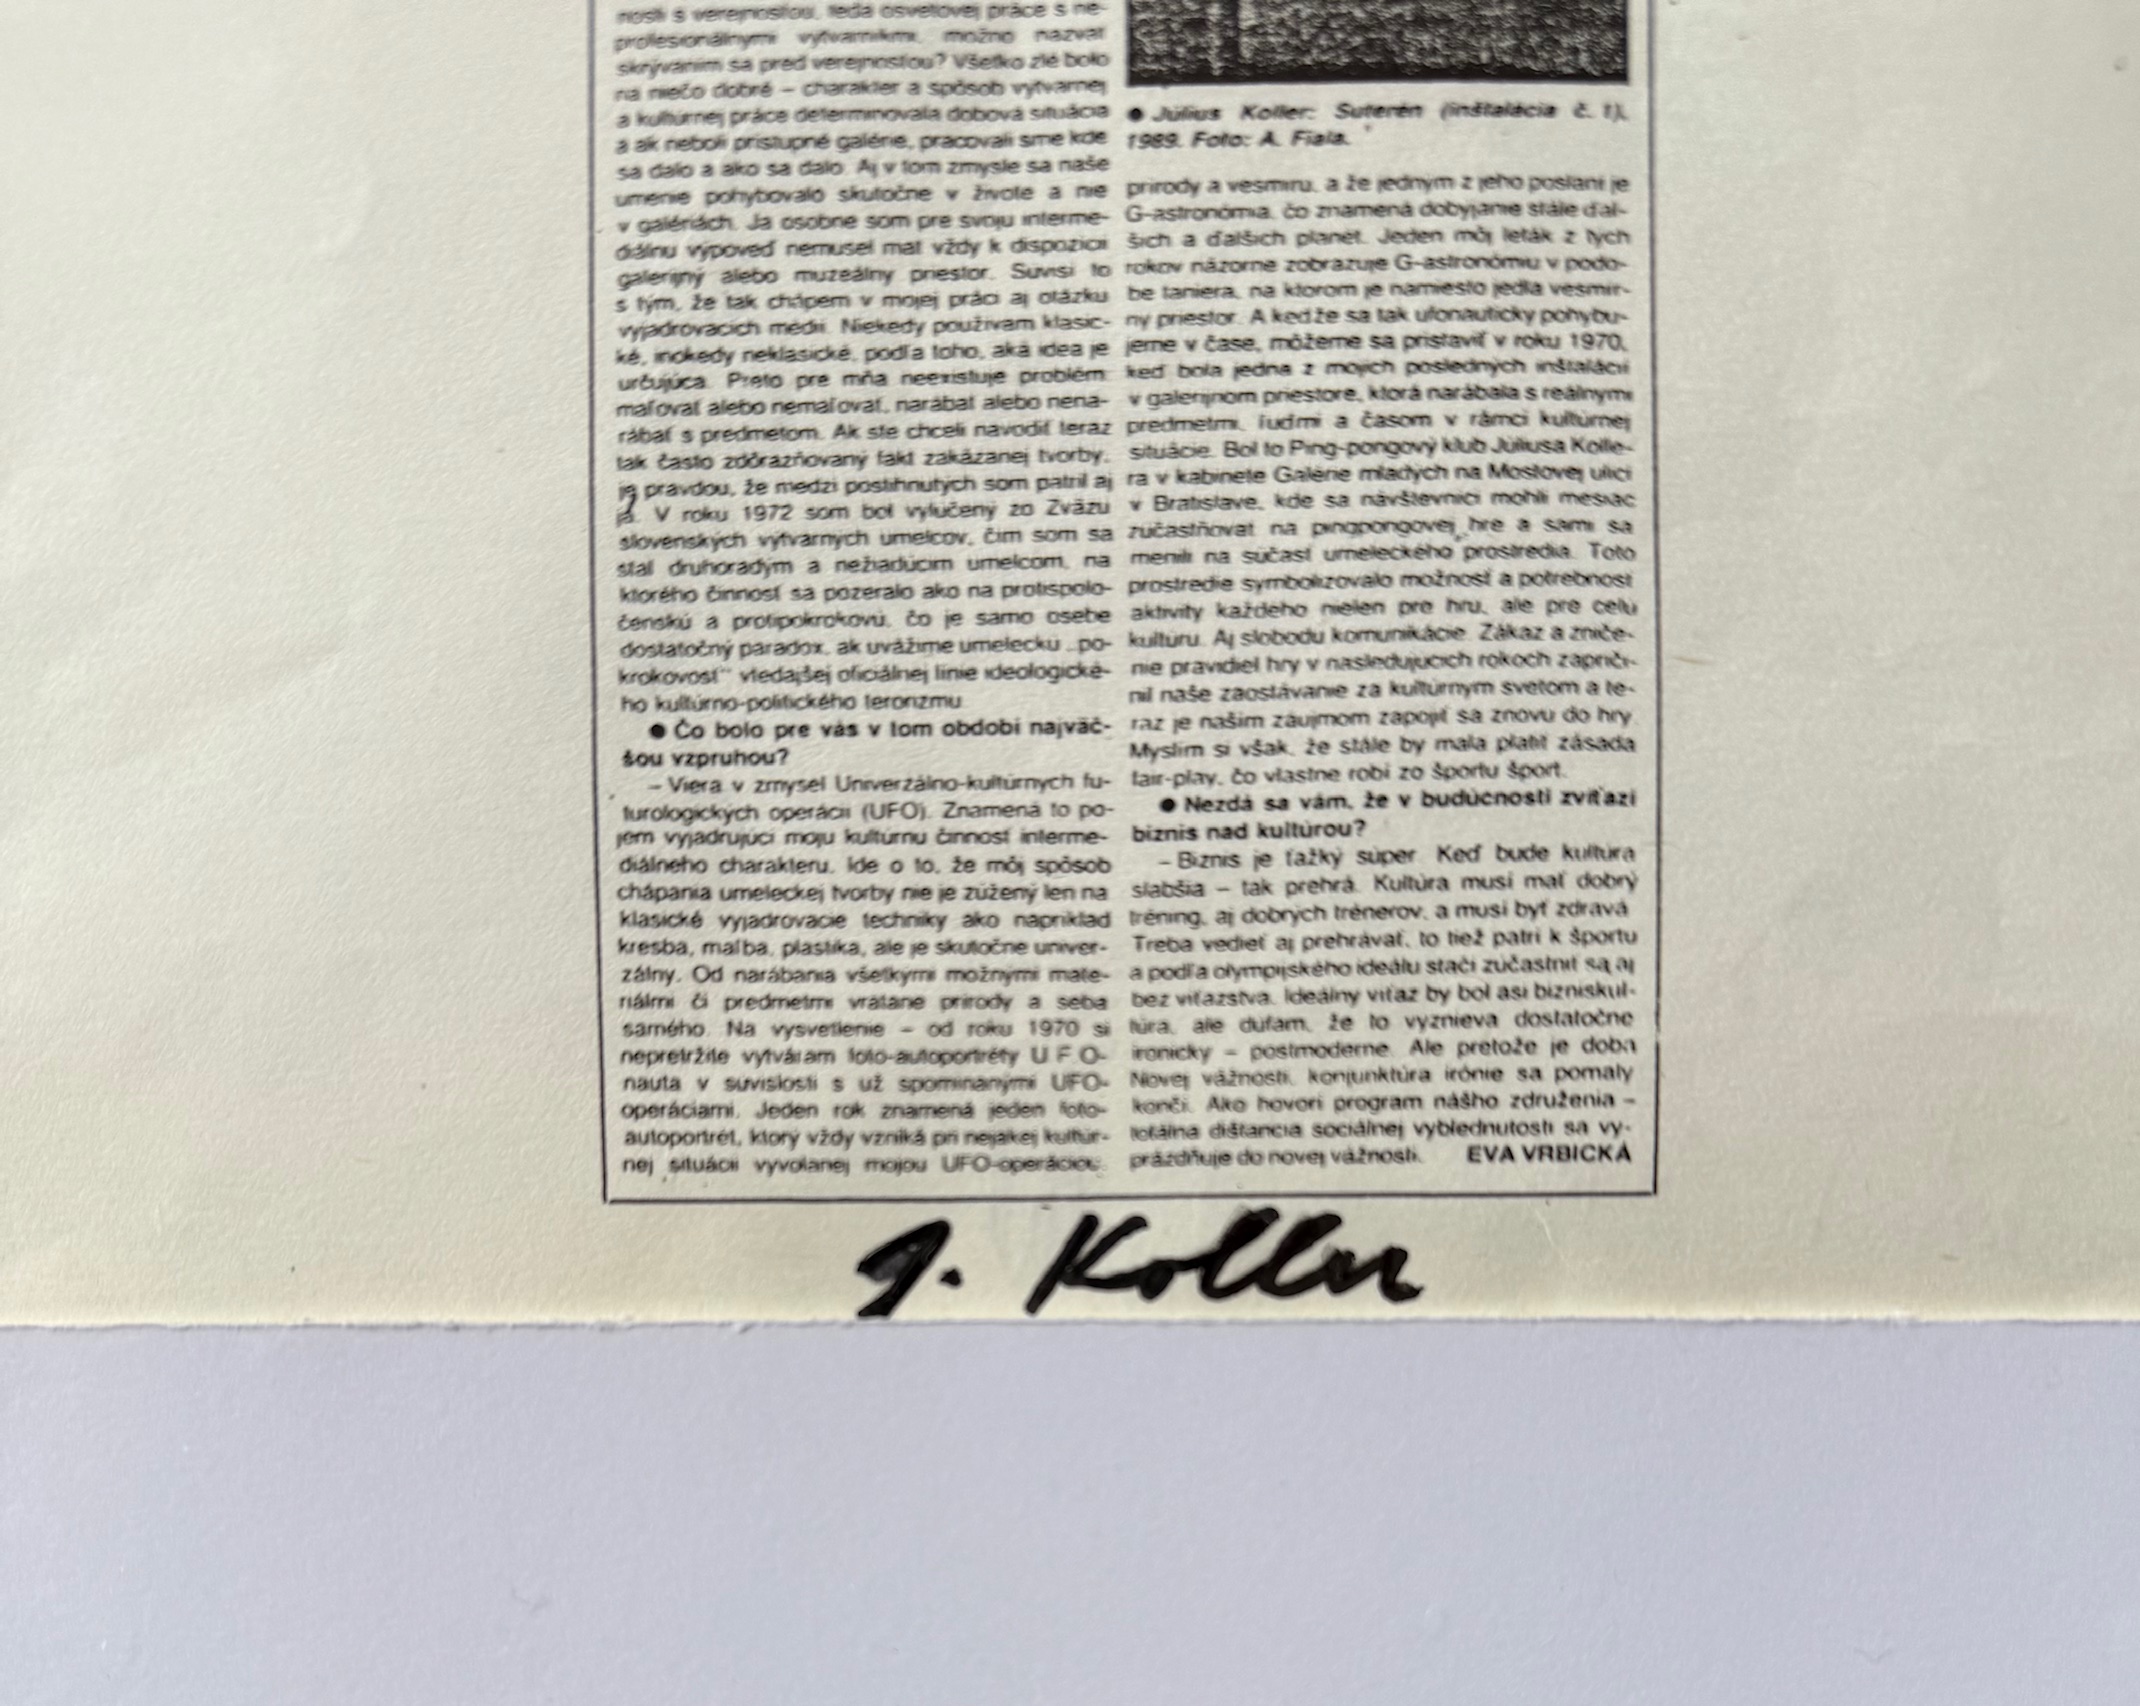 nosti s verejnosťou, teda osvetovej práce s ne-
profesionálnymi výtvarníkmi, možno nazvať
skrývaním sa pred verejnosťou? Všetko zlé bolo
na niečo dobré – charakter a spôsob výtvarnej
a kultúrnej práce determinovala dobová situácia
a ak neboli prístupné galérie, pracovali sme kde
sa dalo a ako sa dalo. Aj v tom zmysle sa naše
umenie pohybovalo skutočne v živote a nie
v galériách. Ja osobne som pre svoju interme-
diálnu výpoveď nemusel mať vždy k dispozícii
galerijný alebo muzeálny priestor. Súvisí to
s tým, že tak chápem v mojej práci aj otázku
vyjadrovacích médií. Niekedy používam klasic-
ké, inokedy neklasické, podľa toho, aká idea je
určujúca. Preto pre mňa neexistuje problém
maľovať alebo nemaľovať, narábať alebo nena-
rábať s predmetom. Ak ste chceli navodiť teraz
tak často zdôrazňovaný fakt zakázanej tvorby,
je pravdou, že medzi postihnutých som patril aj
ja. V roku 1972 som bol vylúčený zo Zväzu
slovenských výtvarných umelcov, čím som sa
stal druhoradým a nežiadúcim umelcom, na
ktorého činnosť sa pozeralo ako na protispolo-
čenskú a protipokrokovú, čo je samo osebe
dostatočný paradox, ak uvážime umeleckú „po-
krokovosť" vtedajšej oficiálnej línie ideologické-
ho kultúrno-politického terorizmu.
● Čo bolo pre vás v tom období najväč-
šou vzpruhou?
– Viera v zmysel Univerzálno-kultúrnych fu-
turologických operácií (UFO). Znamená to po-
jem vyjadrujúci moju kultúrnu činnosť interme-
diálneho charakteru. Ide o to, že môj spôsob
chápania umeleckej tvorby nie je zúžený len na
klasické vyjadrovacie techniky ako napríklad
kresba, maľba, plastika, ale je skutočne univer-
zálny. Od narábania všetkými možnými mate-
riálmi či predmetmi vrátane prírody a seba
samého. Na vysvetlenie – od roku 1970 si
nepretržite vytváram foto-autoportréty U F O-
nauta v súvislosti s už spomínanými UFO-
operáciami. Jeden rok znamená jeden foto-
autoportrét, ktorý vždy vzniká pri nejakej kultúr-
nej situácii vyvolanej mojou UFO-operáciou.
● Július Koller: Suterén (inštalácia č. 1),
1989. Foto: A. Fiala.
prírody a vesmíru, a že jedným z jeho poslaní je
G-astronómia, čo znamená dobyjanie stále ďal-
ších a ďalších planét. Jeden môj leták z tých
rokov názorne zobrazuje G-astronómiu v podo-
be taniera, na ktorom je namiesto jedla vesmír-
ny priestor. A keďže sa tak ufonauticky pohybu-
jeme v čase, môžeme sa pristaviť v roku 1970,
keď bola jedna z mojich posledných inštalácií
v galerijnom priestore, ktorá narábala s reálnymi
predmetmi, ľuďmi a časom v rámci kultúrnej
situácie. Bol to Ping-pongový klub Júliusa Kolle-
ra v kabinete Galérie mladých na Mostovej ulici
v Bratislave, kde sa návštevníci mohli mesiac
zúčastňovať na pingpongovej hre a sami sa
menili na súčasť umeleckého prostredia. Toto
prostredie symbolizovalo možnosť a potrebnosť
aktivity každého nielen pre hru, ale pre celú
kultúru. Aj slobodu komunikácie. Zákaz a zniče-
nie pravidiel hry v nasledujúcich rokoch zapríči-
nil naše zaostávanie za kultúrnym svetom a te-
raz je naším záujmom zapojiť sa znovu do hry.
Myslím si však, že stále by mala platiť zásada
fair-play, čo vlastne robí zo športu šport.
● Nezdá sa vám, že v budúcnosti zvíťazí
biznis nad kultúrou?
– Biznis je ťažký súper. Keď bude kultúra
slabšia – tak prehrá. Kultúra musí mať dobrý
tréning, aj dobrých trénerov, a musí byť zdravá.
Treba vedieť aj prehrávať, to tiež patrí k športu
a podľa olympijského ideálu stačí zúčastniť sa aj
bez víťazstva. Ideálny víťaz by bol asi bizniskul-
túra, ale dúfam, že to vyznieva dostatočne
ironicky – postmoderne. Ale pretože je doba
Novej vážnosti, konjunktúra irónie sa pomaly
končí. Ako hovorí program nášho združenia –
totálna dištancia sociálnej vyblednutosti sa vy-
prázdňuje do novej vážnosti. EVA VRBICKÁ
J. Koller